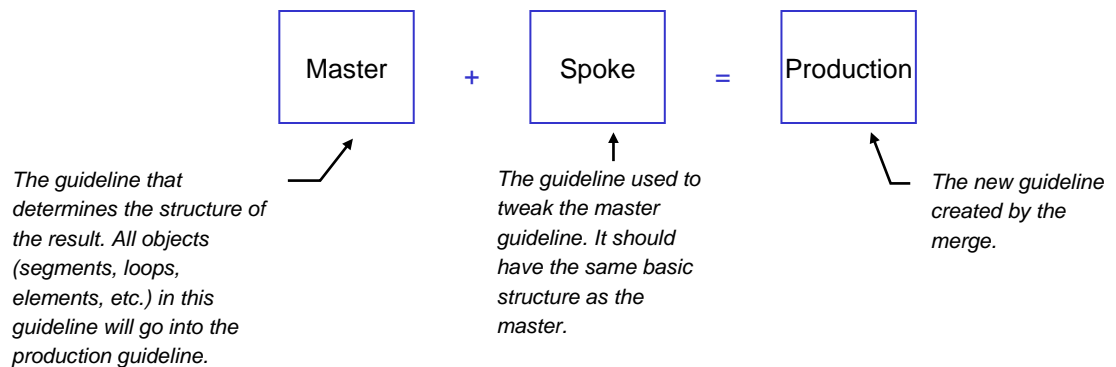 Master + Spoke = Production
The guideline that
determines the structure of
the result. All objects
(segments, loops,
elements, etc.) in this
guideline will go into the
production guideline.
The guideline used to
tweak the master
guideline. It should
have the same basic
structure as the
master.
The new guideline
created by the
merge.